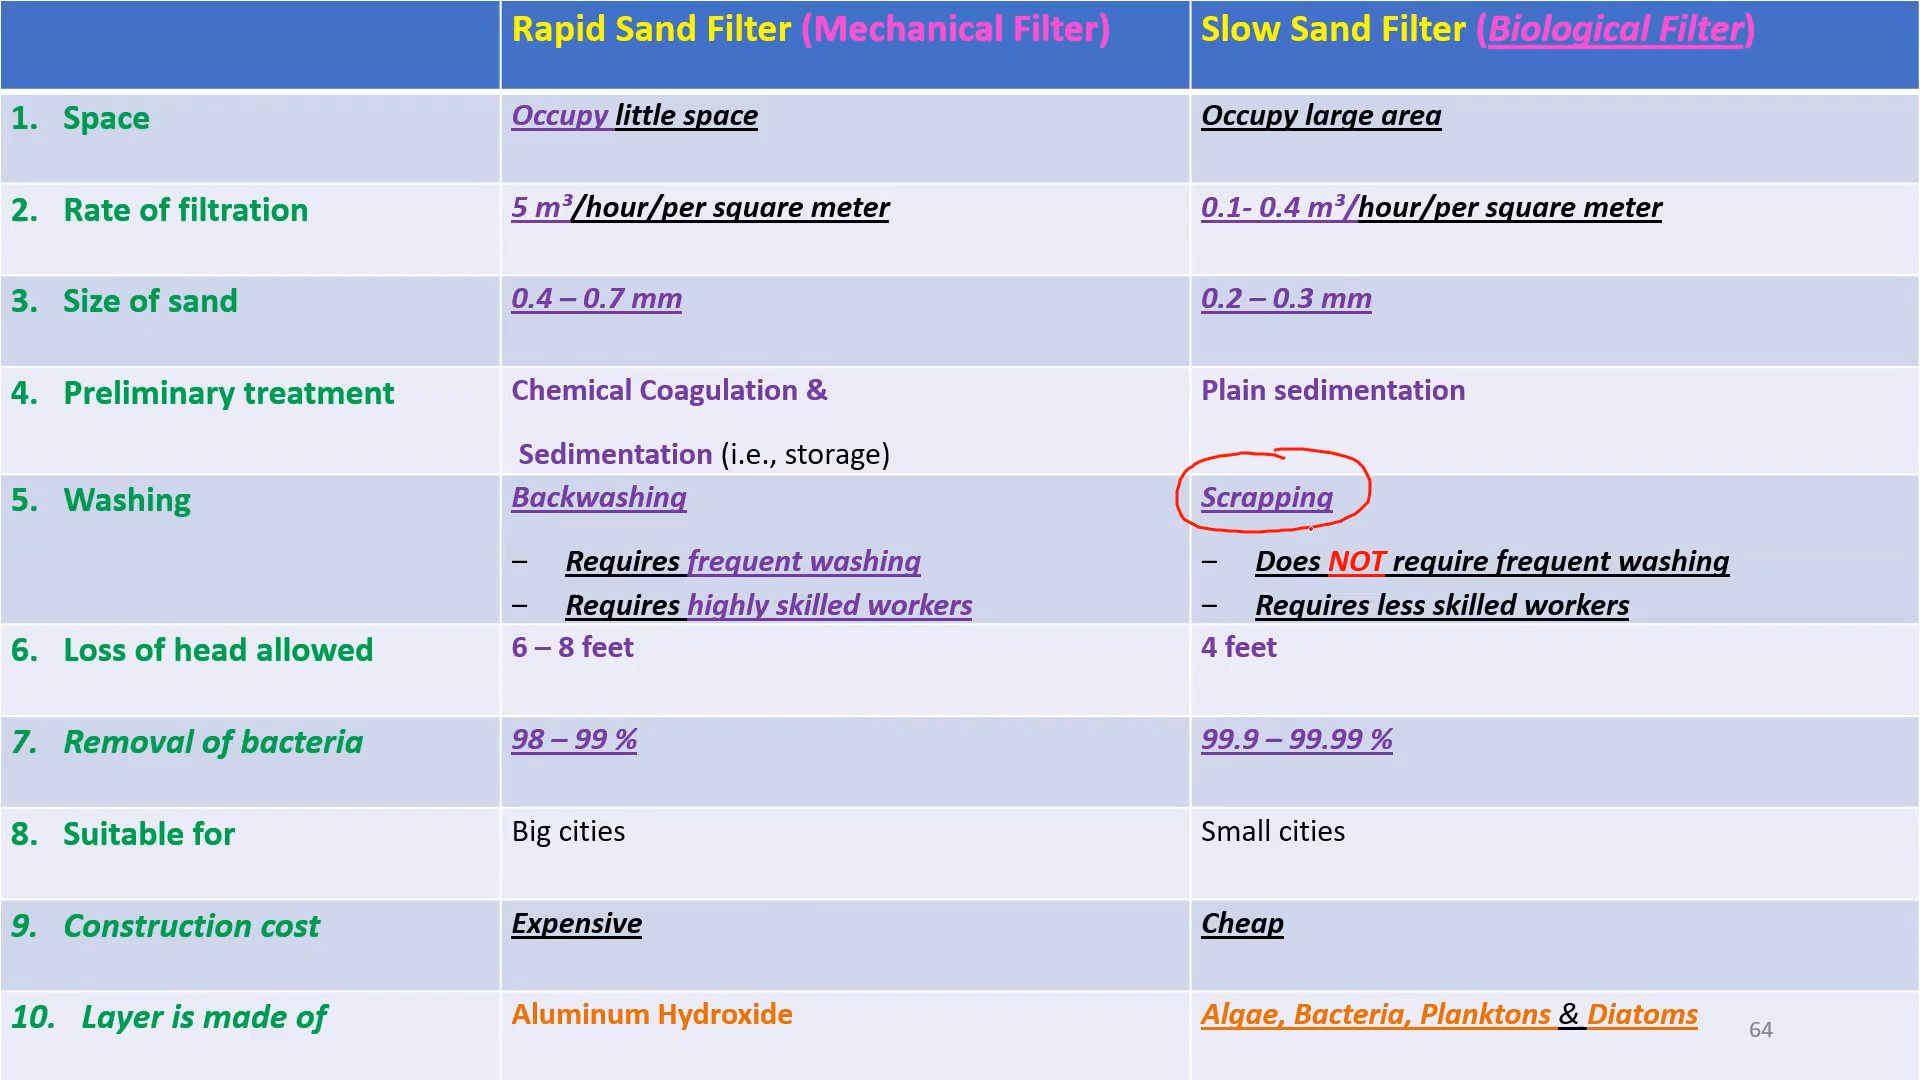 Rapid Sand Filter (Mechanical Filter) Slow Sand Filter (Biological Filter)
1. Space Occupy little space Occupy large area
2. Rate of filtration 5 m³/hour/per square meter 0.1- 0.4 m³/hour/per square meter
3. Size of sand 0.4 – 0.7 mm 0.2 – 0.3 mm
4. Preliminary treatment Chemical Coagulation & Plain sedimentation
Sedimentation (i.e., storage)
5. Washing Backwashing Scrapping
– Requires frequent washing – Does NOT require frequent washing
– Requires highly skilled workers – Requires less skilled workers
6. Loss of head allowed 6 – 8 feet 4 feet
7. Removal of bacteria 98 – 99 % 99.9 – 99.99 %
8. Suitable for Big cities Small cities
9. Construction cost Expensive Cheap
10. Layer is made of Aluminum Hydroxide Algae, Bacteria, Planktons & Diatoms 64